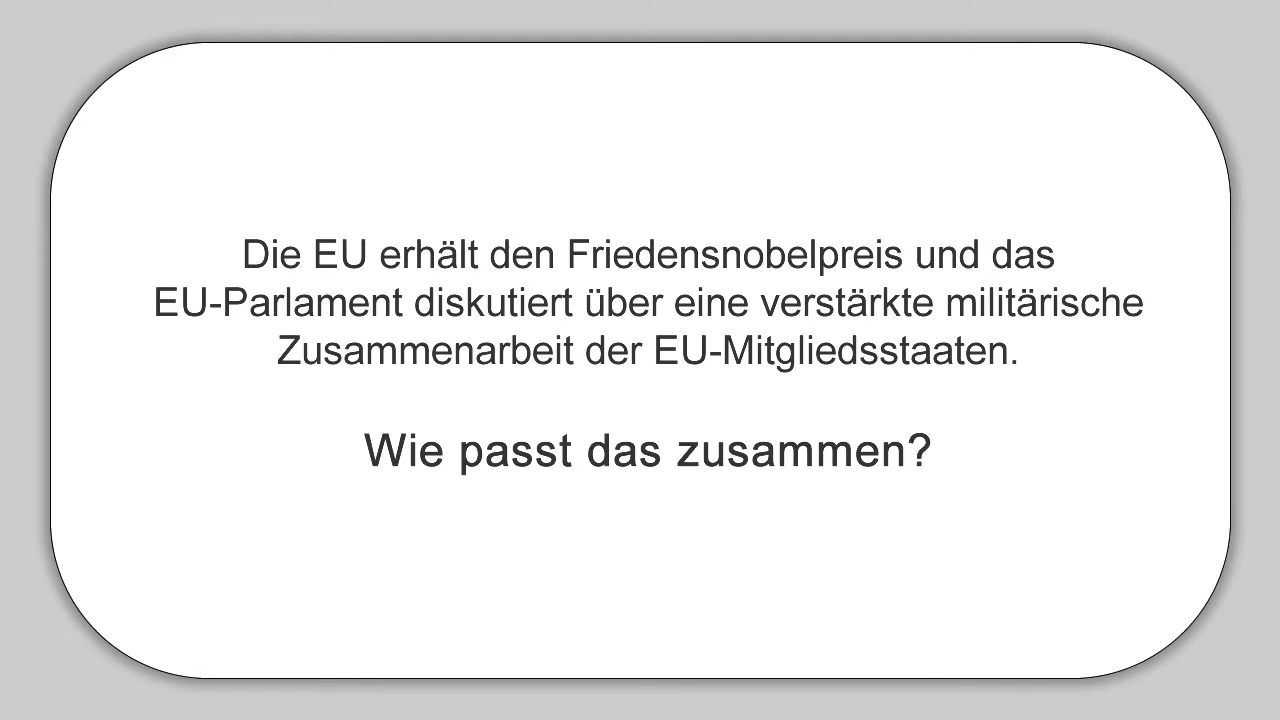 Die EU erhält den Friedensnobelpreis und das
EU-Parlament diskutiert über eine verstärkte militärische
Zusammenarbeit der EU-Mitgliedsstaaten.
Wie passt das zusammen?